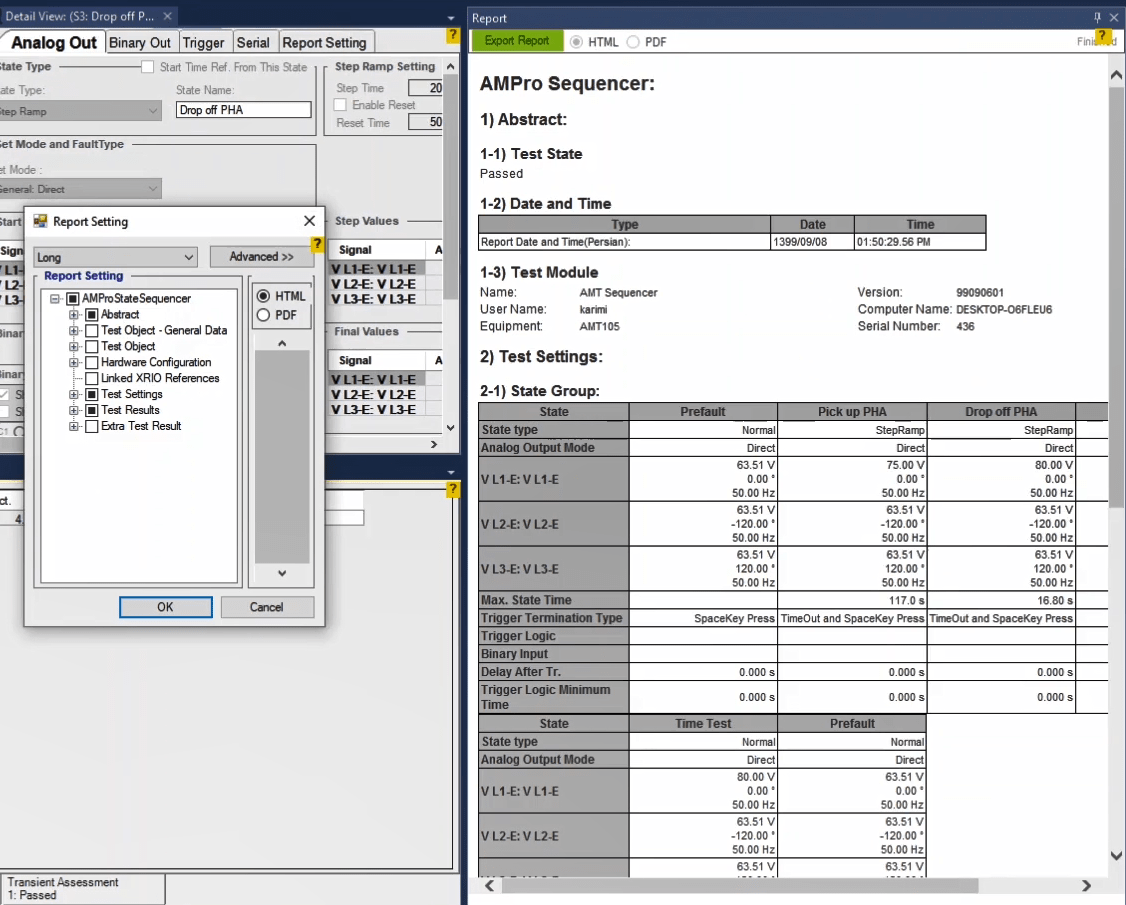 Detail View: (S3: Drop off P... ×
Analog Out Binary Out Trigger Serial Report Setting
?
State Type
Start Time Ref. From This State
State Type:
State Name:
Step Ramp
Drop off PHA
Step Ramp Setting
Step Time 20
Enable Reset
Reset Time 50
Set Mode and FaultType
Set Mode :
General: Direct
Start
Step Values
Signal A
V L1-E: V L1-E
V L2-E: V L2-E
V L3-E: V L3-E
Final Values
Signal A
V L1-E: V L1-E
V L2-E: V L2-E
V L3-E: V L3-E
Report Setting
?
Long
Advanced >>
Report Setting
AMProStateSequencer
Abstract
Test Object - General Data
Test Object
Hardware Configuration
Linked XRIO References
Test Settings
Test Results
Extra Test Result
HTML
PDF
OK Cancel
?
ct.
4.
Transient Assessment
1: Passed
Report
Export Report HTML PDF
?
AMPro Sequencer:
1) Abstract:
1-1) Test State
Passed
1-2) Date and Time
Type Date Time
Report Date and Time(Persian): 1399/09/08 01:50:29.56 PM
1-3) Test Module
Name: AMT Sequencer Version: 99090601
User Name: karimi Computer Name: DESKTOP-O6FLEU6
Equipment: AMT105 Serial Number: 436
2) Test Settings:
2-1) State Group:
State Prefault Pick up PHA Drop off PHA
State type Normal StepRamp StepRamp
Analog Output Mode Direct Direct Direct
63.51 V 75.00 V 80.00 V
V L1-E: V L1-E 0.00 ° 0.00 ° 0.00 °
50.00 Hz 50.00 Hz 50.00 Hz
63.51 V 63.51 V 63.51 V
V L2-E: V L2-E -120.00 ° -120.00 ° -120.00 °
50.00 Hz 50.00 Hz 50.00 Hz
63.51 V 63.51 V 63.51 V
V L3-E: V L3-E 120.00 ° 120.00 ° 120.00 °
50.00 Hz 50.00 Hz 50.00 Hz
Max. State Time 117.0 s 16.80 s
Trigger Termination Type SpaceKey Press TimeOut and SpaceKey Press TimeOut and SpaceKey Press
Trigger Logic
Binary Input
Delay After Tr. 0.000 s 0.000 s 0.000 s
Trigger Logic Minimum
Time 0.000 s 0.000 s 0.000 s
State Time Test Prefault
State type Normal Normal
Analog Output Mode Direct Direct
80.00 V 63.51 V
V L1-E: V L1-E 0.00 ° 0.00 °
50.00 Hz 50.00 Hz
63.51 V 63.51 V
V L2-E: V L2-E -120.00 ° -120.00 °
50.00 Hz 50.00 Hz
63.51 V 63.51 V